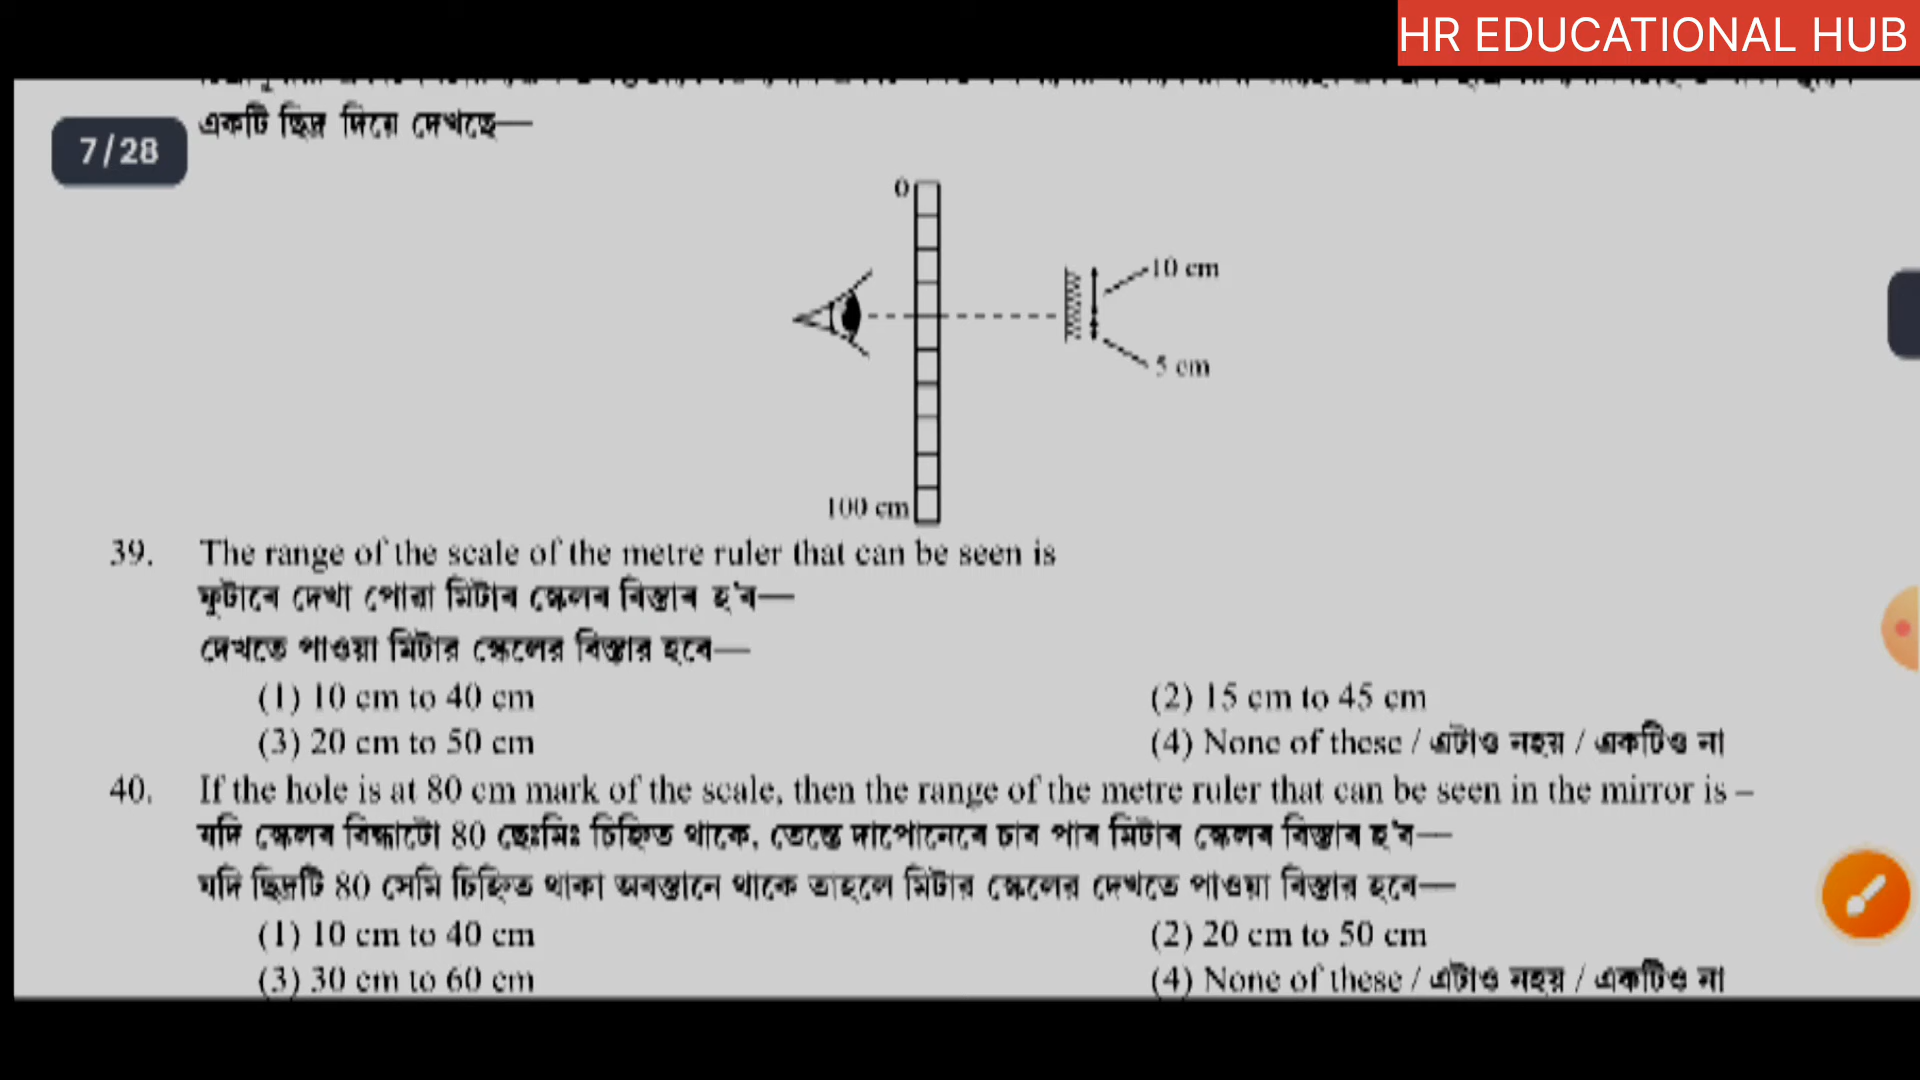 HR EDUCATIONAL HUB
একটি ছিদ্র দিয়ে দেখছে—
7/28
0
10 cm
5 cm
100 cm
39. The range of the scale of the metre ruler that can be seen is
ফুটাৰে দেখা পোৱা মিটাৰ স্কেলৰ বিস্তাৰ হ'ব—
দেখতে পাওয়া মিটার স্কেলের বিস্তার হবে—
(1) 10 cm to 40 cm (2) 15 cm to 45 cm
(3) 20 cm to 50 cm (4) None of these / এটাও নহয় / একটিও না
40. If the hole is at 80 cm mark of the scale, then the range of the metre ruler that can be seen in the mirror is –
যদি স্কেলৰ বিন্ধাটো 80 ছেঃমিঃ চিহ্নিত থাকে, তেন্তে দাপোনেৰে চাব পাৰ মিটাৰ স্কেলৰ বিস্তাৰ হ'ব—
যদি ছিদ্রটি 80 সেমি চিহ্নিত থাকা অবস্তানে থাকে তাহলে মিটার স্কেলের দেখতে পাওয়া বিস্তার হবে—
(1) 10 cm to 40 cm (2) 20 cm to 50 cm
(3) 30 cm to 60 cm (4) None of these / এটাও নহয় / একটিও না